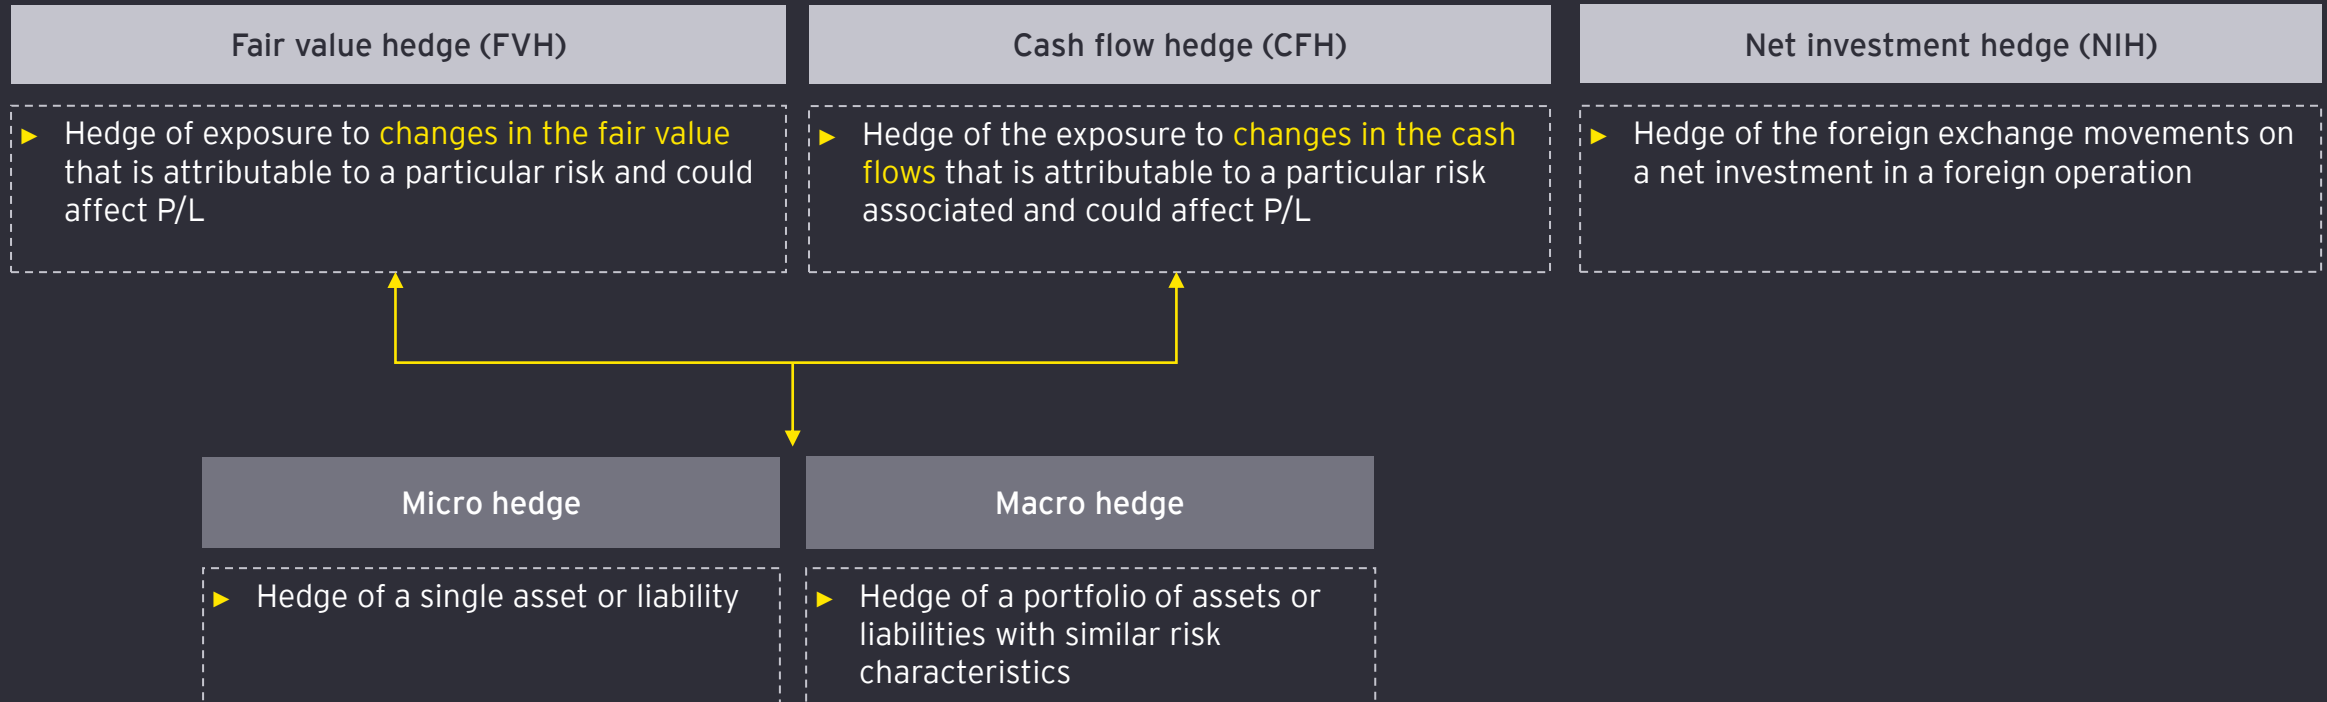 Fair value hedge (FVH)
► Hedge of exposure to changes in the fair value
that is attributable to a particular risk and could
affect P/L
Cash flow hedge (CFH)
► Hedge of the exposure to changes in the cash
flows that is attributable to a particular risk
associated and could affect P/L
Net investment hedge (NIH)
► Hedge of the foreign exchange movements on
a net investment in a foreign operation
Micro hedge
► Hedge of a single asset or liability
Macro hedge
► Hedge of a portfolio of assets or
liabilities with similar risk
characteristics